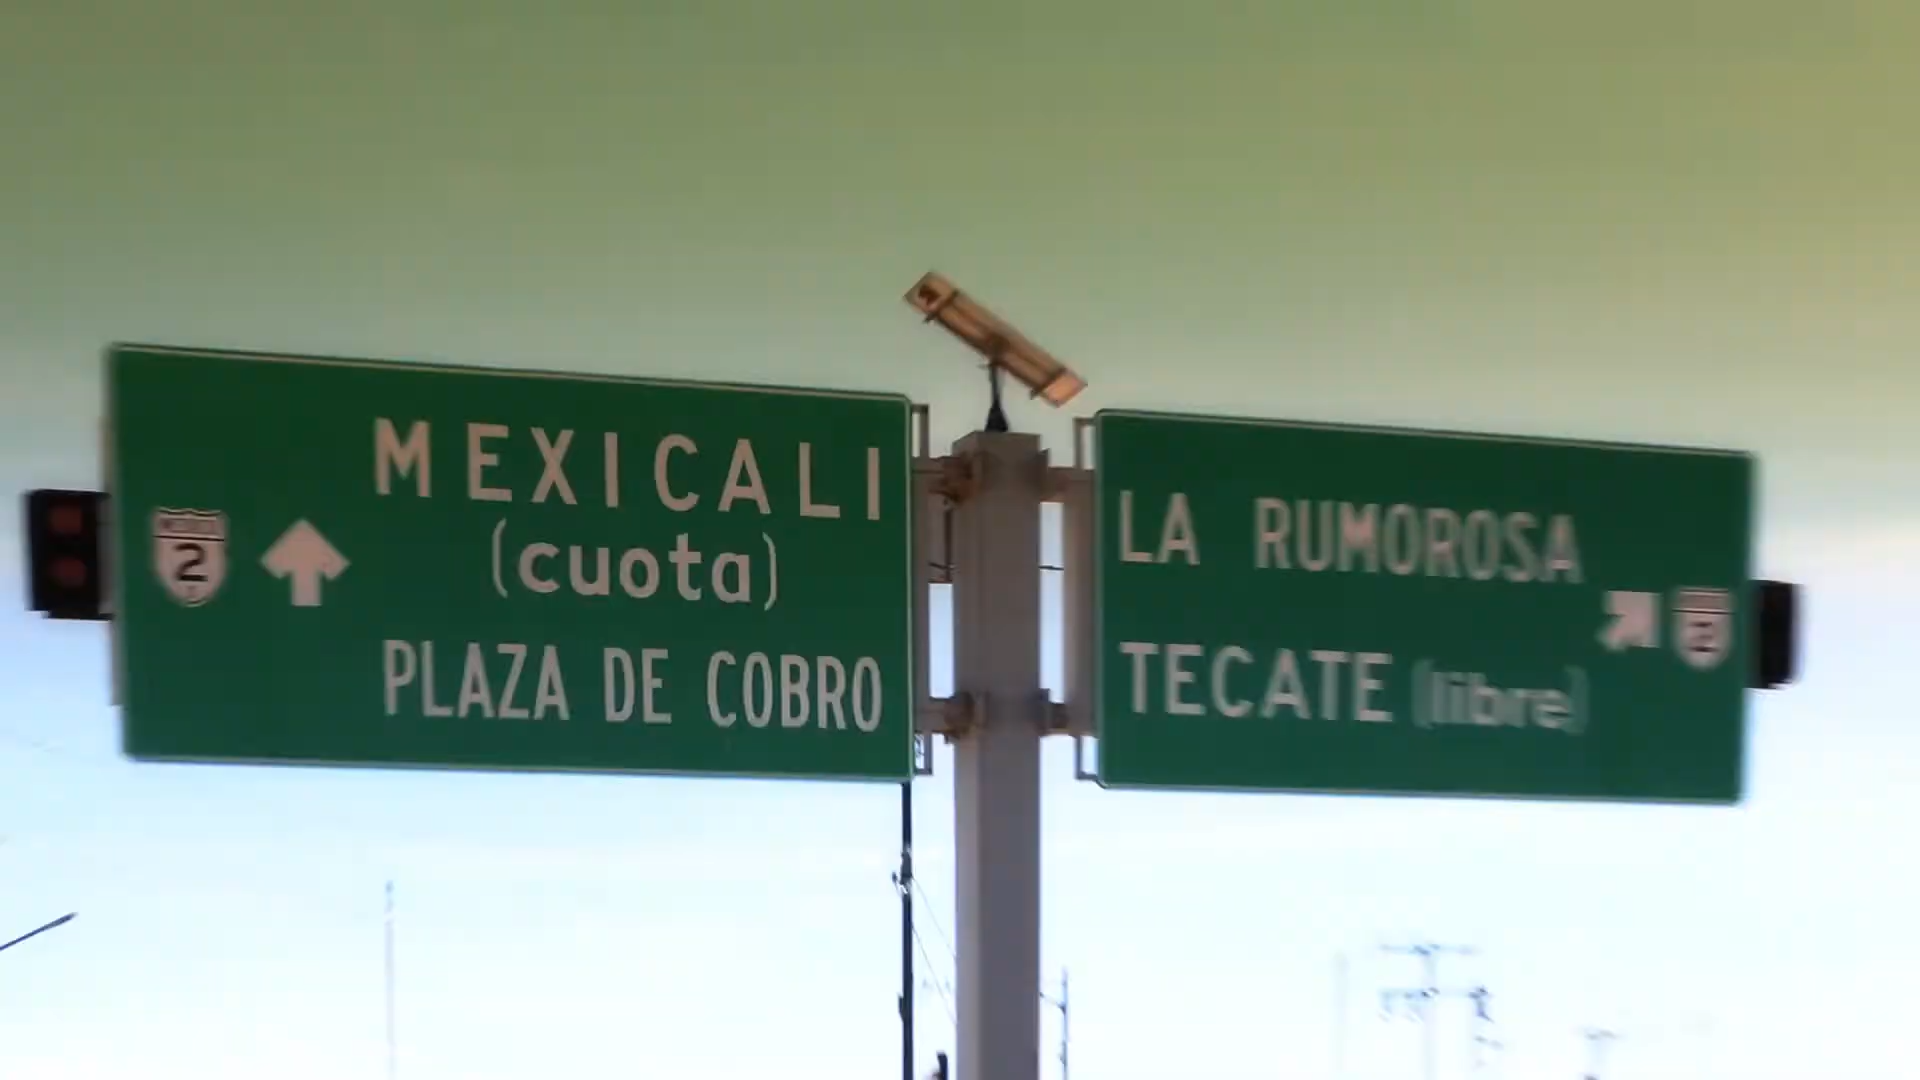 MEXICALI
(cuota)
PLAZA DE COBRO
2
LA RUMOROSA
TECATE (libre)